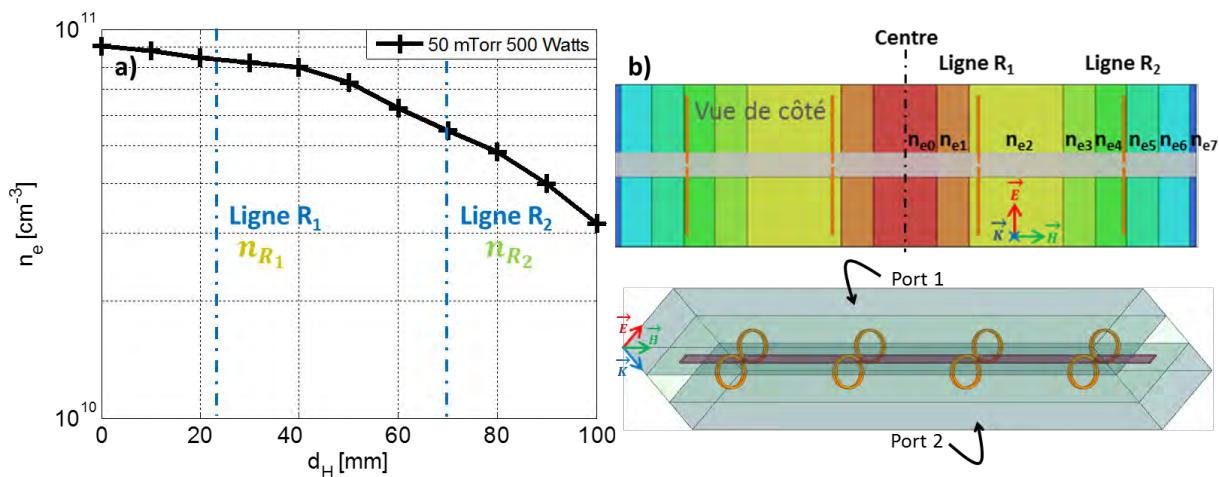 a)
50 mTorr 500 Watts
10^11
10^10
n_e [cm^-3]
Ligne R_1
n_R_1
Ligne R_2
n_R_2
0 20 40 60 80 100
d_H [mm]
b)
Centre
Ligne R_1 Ligne R_2
Vue de côté
n_e0 n_e1 n_e2 n_e3 n_e4 n_e5 n_e6 n_e7
E
K H
Port 1
E
H
K
Port 2